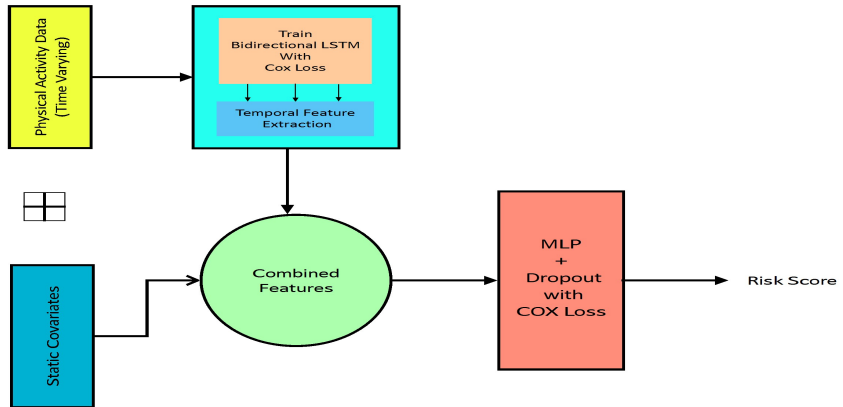 Physical Activity Data
(Time Varying)
Train
Bidirectional LSTM
With
Cox Loss
Temporal Feature
Extraction
Static Covariates
Combined
Features
MLP
+
Dropout
with
COX Loss
Risk Score